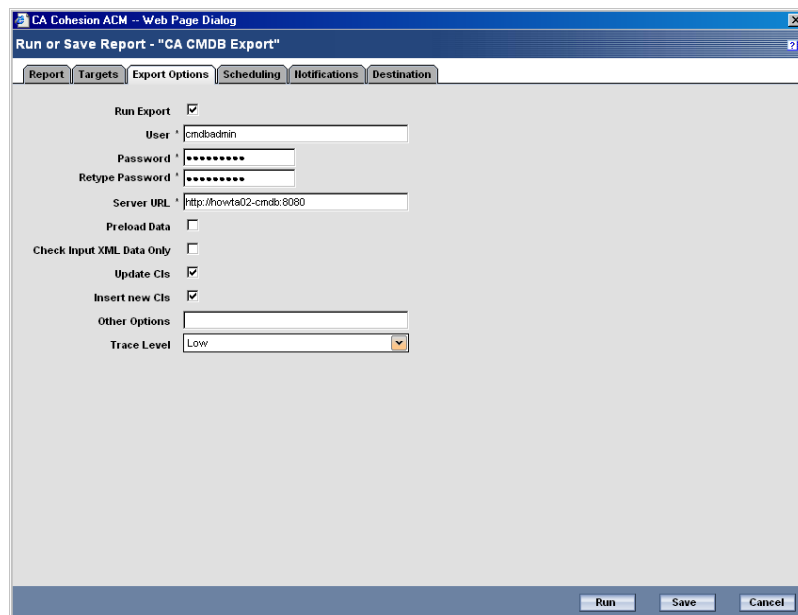 CA Cohesion ACM -- Web Page Dialog
Run or Save Report - "CA CMDB Export"
?
Report Targets Export Options Scheduling Notifications Destination
Run Export
User * cmdbadmin
Password * •••••••••
Retype Password * •••••••••
Server URL * http://howta02-cmdb:8080
Preload Data
Check Input XML Data Only
Update CIs
Insert new CIs
Other Options
Trace Level Low
Run Save Cancel